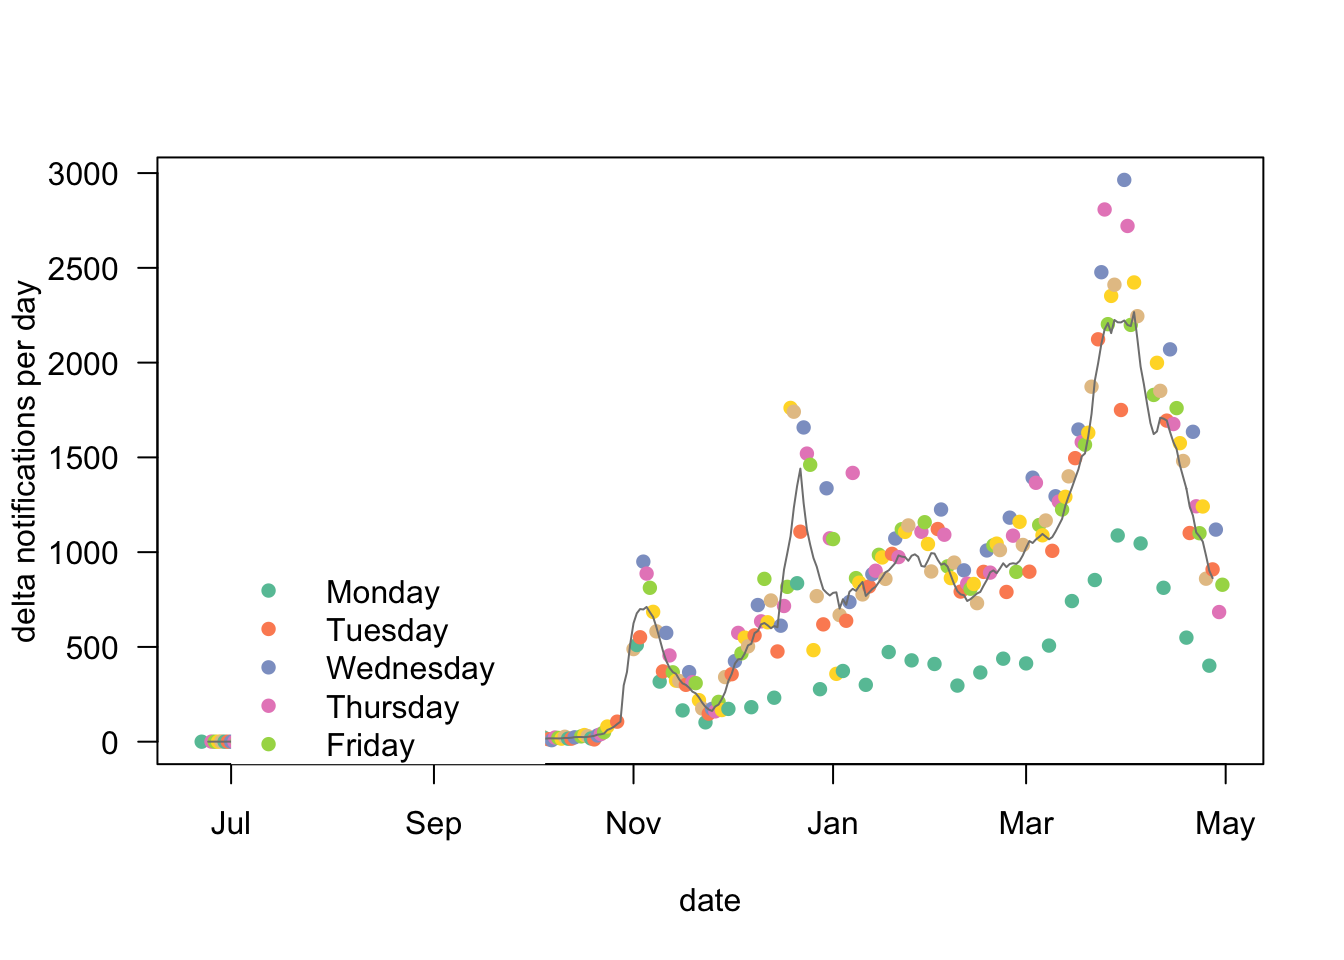 3000
2500
2000
1500
1000
500
0
delta notifications per day
Monday
Tuesday
Wednesday
Thursday
Friday
Jul Sep Nov Jan Mar May
date